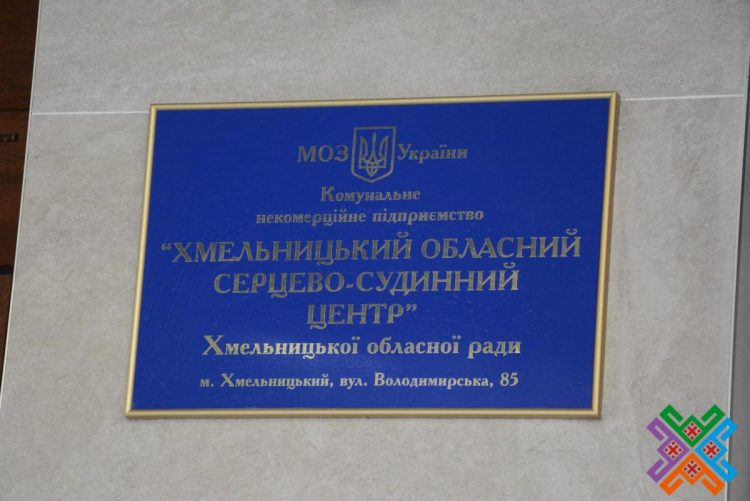 МОЗ України
Комунальне
некомерційне підприємство
“ХМЕЛЬНИЦЬКИЙ ОБЛАСНИЙ
СЕРЦЕВО-СУДИННИЙ
ЦЕНТР”
Хмельницької обласної ради
м. Хмельницький, вул. Володимирська, 85